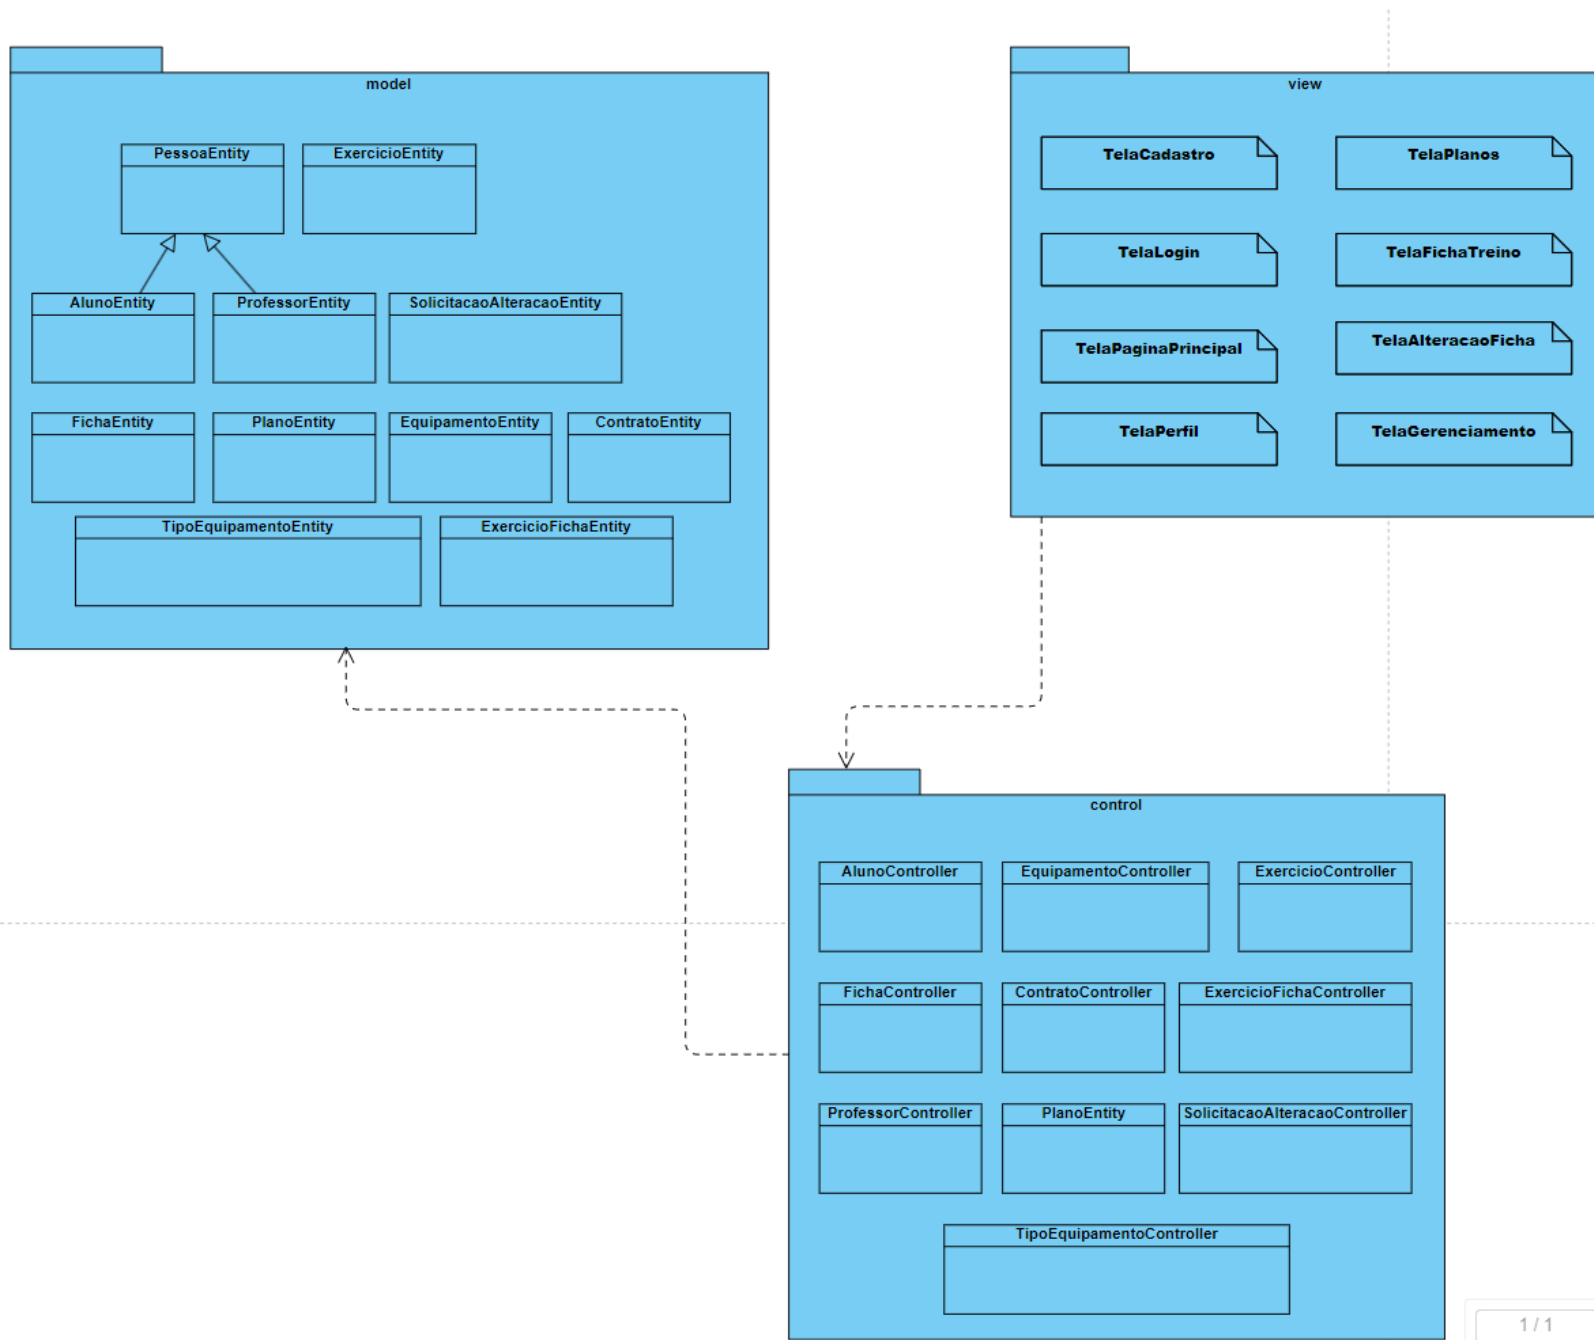 model
PessoaEntity
ExercicioEntity
AlunoEntity
ProfessorEntity
SolicitacaoAlteracaoEntity
FichaEntity
PlanoEntity
EquipamentoEntity
ContratoEntity
TipoEquipamentoEntity
ExercicioFichaEntity
view
TelaCadastro
TelaPlanos
TelaLogin
TelaFichaTreino
TelaPaginaPrincipal
TelaAlteracaoFicha
TelaPerfil
TelaGerenciamento
control
AlunoController
EquipamentoController
ExercicioController
FichaController
ContratoController
ExercicioFichaController
ProfessorController
PlanoEntity
SolicitacaoAlteracaoController
TipoEquipamentoController
1 / 1